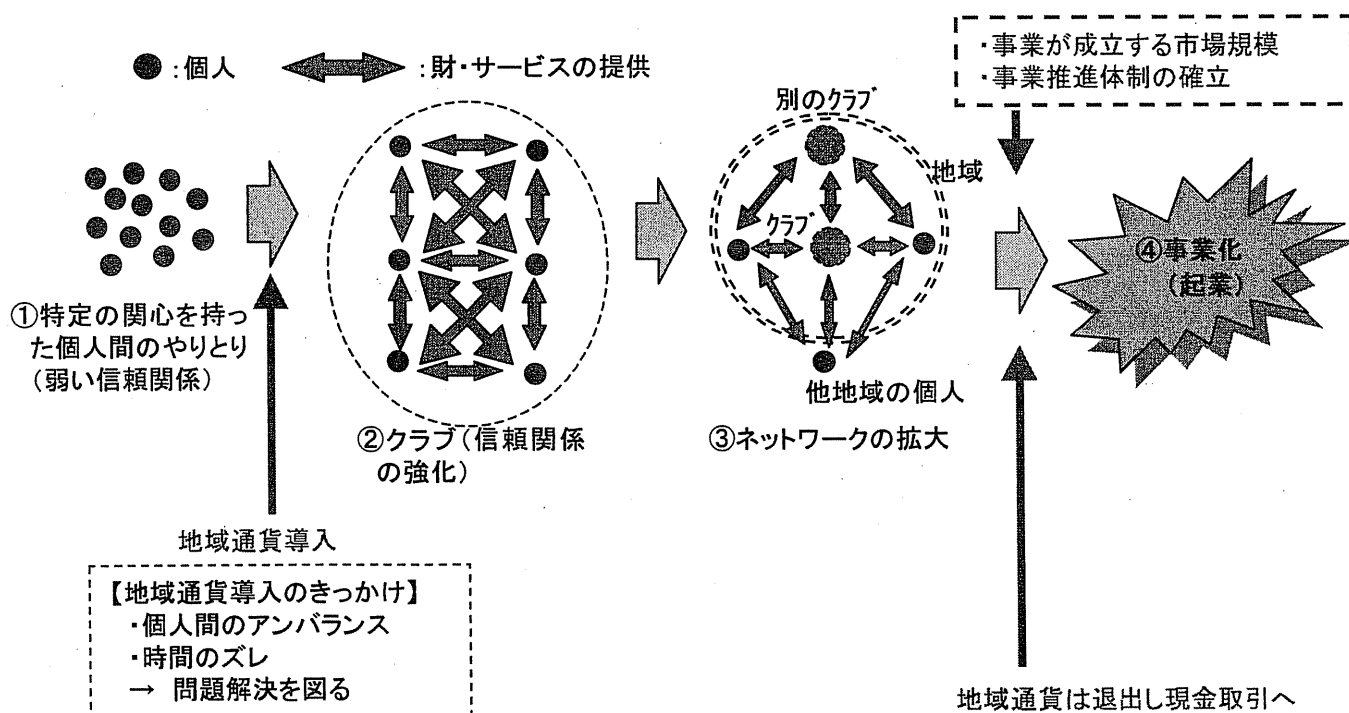 ・事業が成立する市場規模
・事業推進体制の確立
:個人
:財・サービスの提供
別のクラブ
地域
クラブ
④事業化
(起業)
①特定の関心を持っ
た個人間のやりとり
(弱い信頼関係)
他地域の個人
②クラブ(信頼関係
の強化)
③ネットワークの拡大
地域通貨導入
【地域通貨導入のきっかけ】
・個人間のアンバランス
・時間のズレ
→ 問題解決を図る
地域通貨は退出し現金取引へ